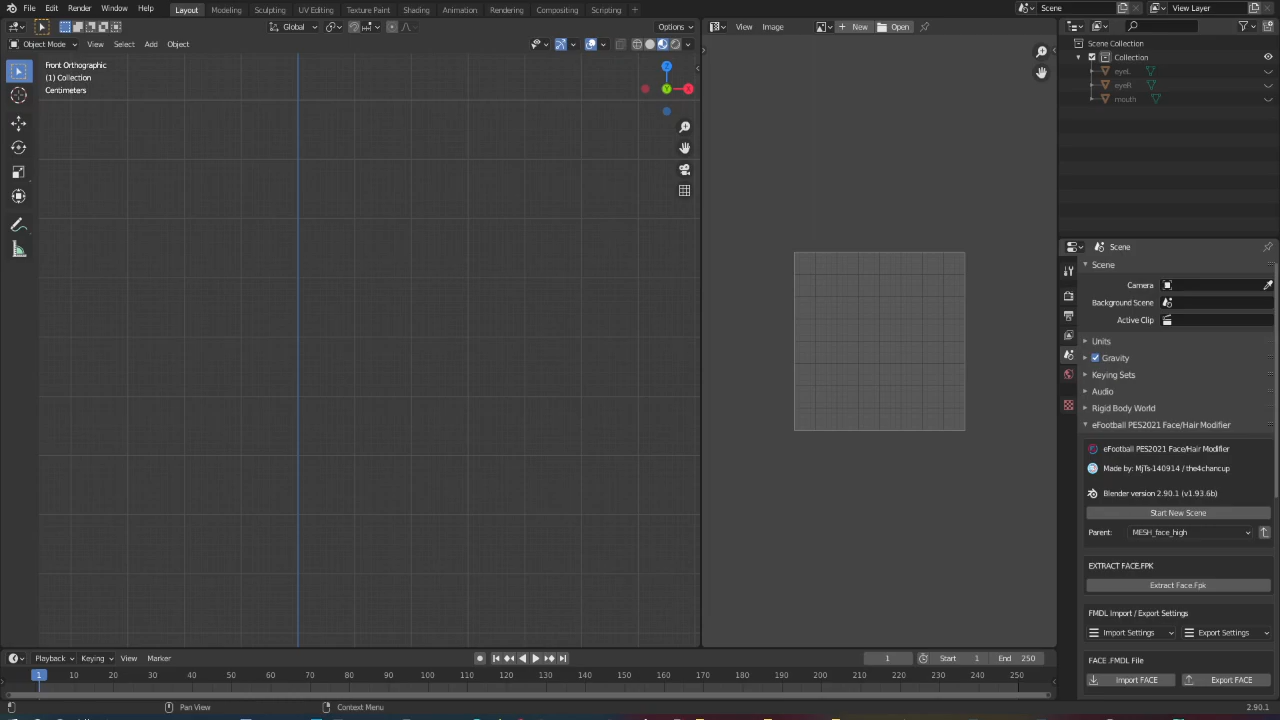 File Edit Render Window Help Layout Modeling Sculpting UV Editing Texture Paint Shading Animation Rendering Compositing Scripting + Scene View Layer
Global Options View Image New Open
Object Mode View Select Add Object
Front Orthographic
(1) Collection
Centimeters
Z
Y
X
Scene Collection
Collection
eyeL
eyeR
mouth
Scene
Scene
Camera
Background Scene
Active Clip
Units
Gravity
Keying Sets
Audio
Rigid Body World
eFootball PES2021 Face/Hair Modifier
eFootball PES2021 Face/Hair Modifier
Made by: MjTs-140914 / the4chancup
Blender version 2.90.1 (v1.93.6b)
Start New Scene
Parent: MESH_face_high
EXTRACT FACE.FPK
Extract Face.Fpk
FMDL Import / Export Settings
Import Settings Export Settings
FACE .FMDL File
Import FACE Export FACE
Playback Keying View Marker 1 Start 1 End 250
1 10 20 30 40 50 60 70 80 90 100 110 120 130 140 150 160 170 180 190 200 210 220 230 240 250
Pan View Context Menu 2.90.1